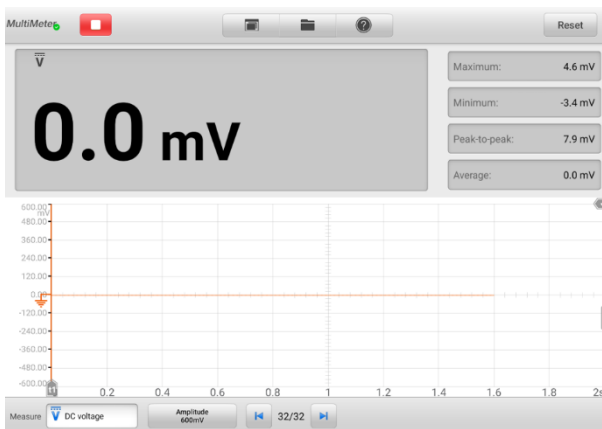 MultiMeter
Reset
V
0.0 mV
Maximum: 4.6 mV
Minimum: -3.4 mV
Peak-to-peak: 7.9 mV
Average: 0.0 mV
600.00
mV
480.00
360.00
240.00
120.00
0.00
-120.00
-240.00
-360.00
-480.00
-600.00
0.2 0.4 0.6 0.8 1 1.2 1.4 1.6 1.8 2s
Measure V DC voltage Amplitude 32/32
600mV